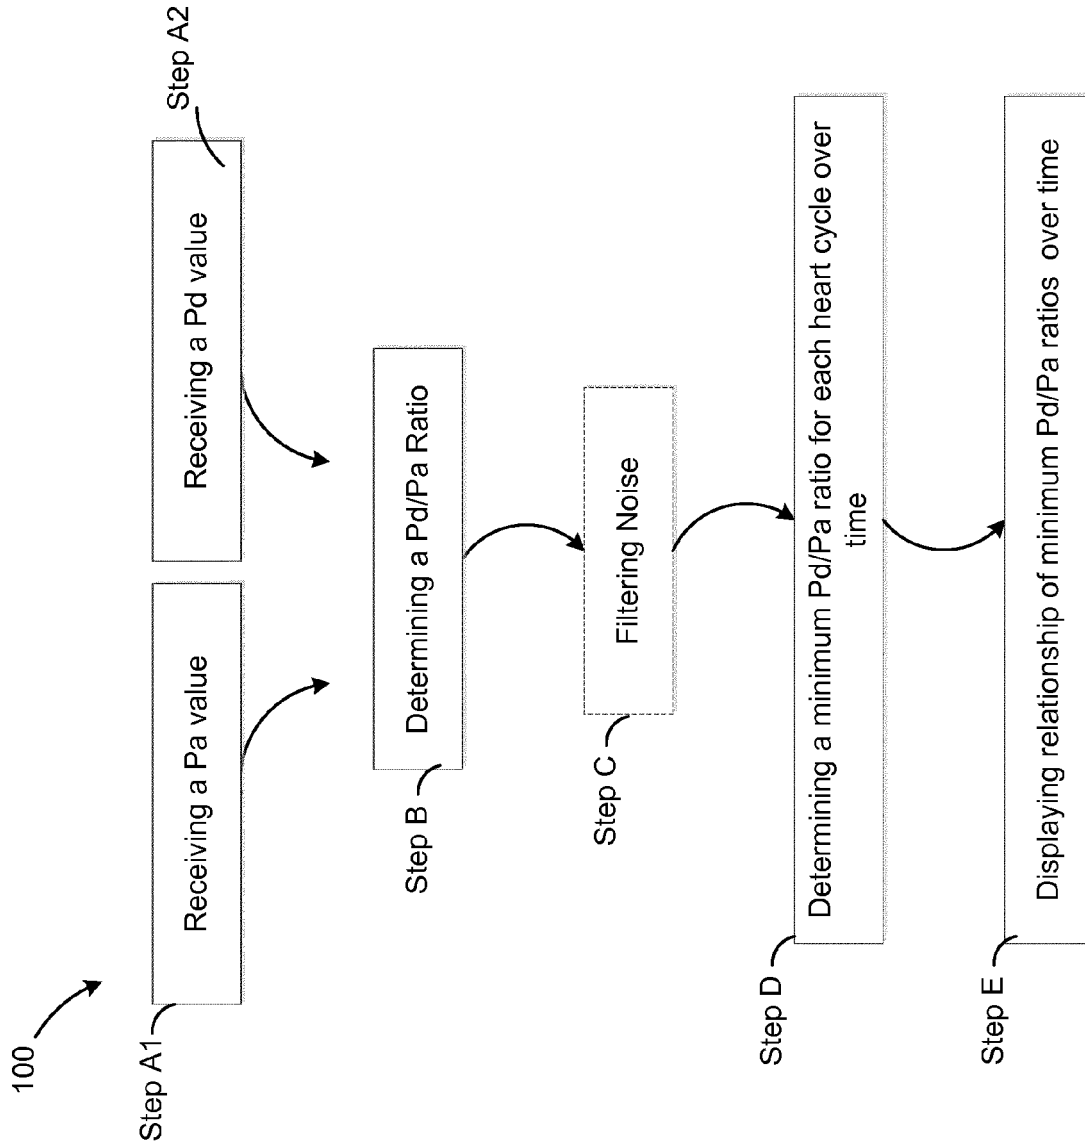 100
Step A1
Receiving a Pa value
Receiving a Pd value
Step A2
Step B
Determining a Pd/Pa Ratio
Step C
Filtering Noise
Step D
Determining a minimum Pd/Pa ratio for each heart cycle over
time
Step E
Displaying relationship of minimum Pd/Pa ratios over time